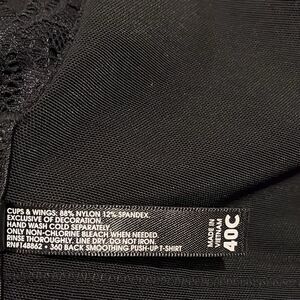 CUPS & WINGS: 88% NYLON 12% SPANDEX.
EXCLUSIVE OF DECORATION.
HAND WASH COLD SEPARATELY.
ONLY NON-CHLORINE BLEACH WHEN NEEDED.
RINSE THOROUGHLY. LINE DRY. DO NOT IRON.
RN#148862 • 360 BACK SMOOTHING PUSH-UP T-SHIRT
MADE IN
VIETNAM
40C